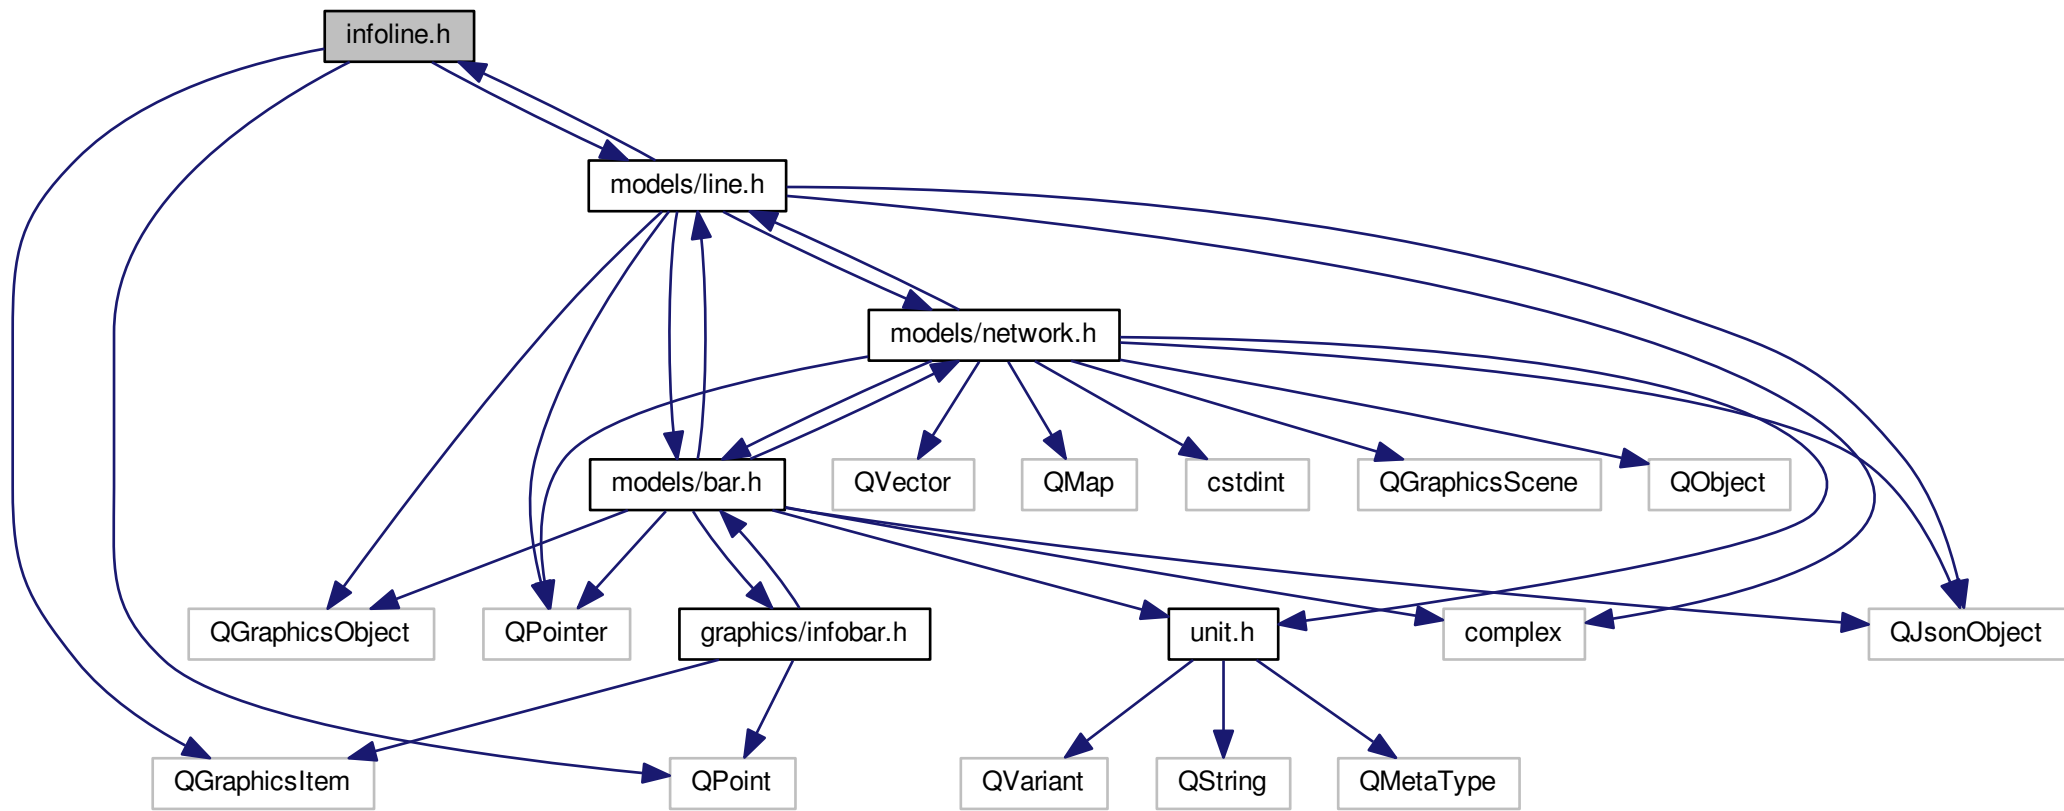 infoline.h
models/line.h
models/network.h
models/bar.h
QVector
QMap
cstdint
QGraphicsScene
QObject
QGraphicsObject
QPointer
graphics/infobar.h
unit.h
complex
QJsonObject
QGraphicsItem
QPoint
QVariant
QString
QMetaType